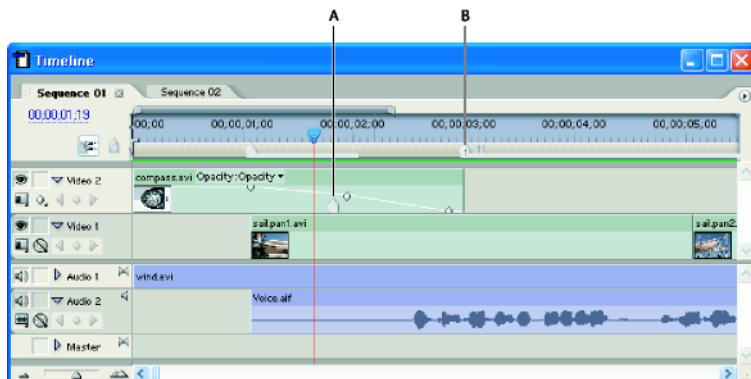 A B
Timeline
Sequence 01 Sequence 02
00;00;01;19
00;00 00;00;01;00 00;00;02;00 00;00;03;00 00;00;04;00 00;00;05;00
Video 2 compass.avi Opacity:Opacity
Video 1 sail.pan1.avi sail.pan2.
Audio 1 wind.avi
Audio 2 Voice.aif
Master